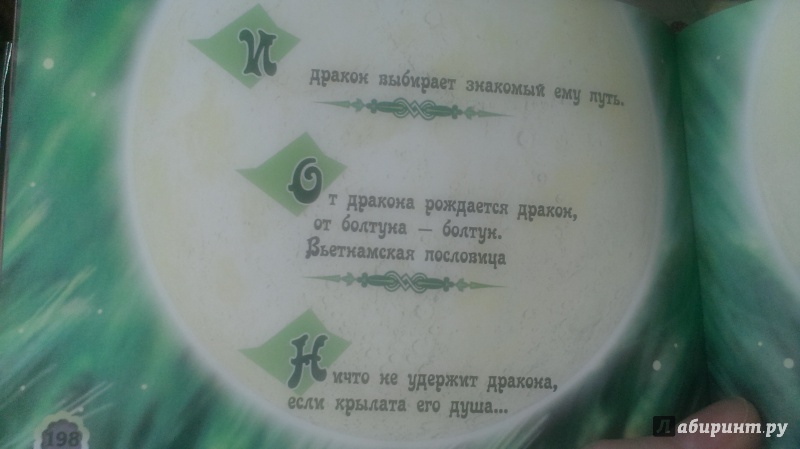 И дракон выбирает знакомый ему путь.
От дракона рождается дракон,
от болтуна — болтун.
Вьетнамская пословица
Ничто не удержит дракона,
если крылата его душа...
198
Лабиринт.ру